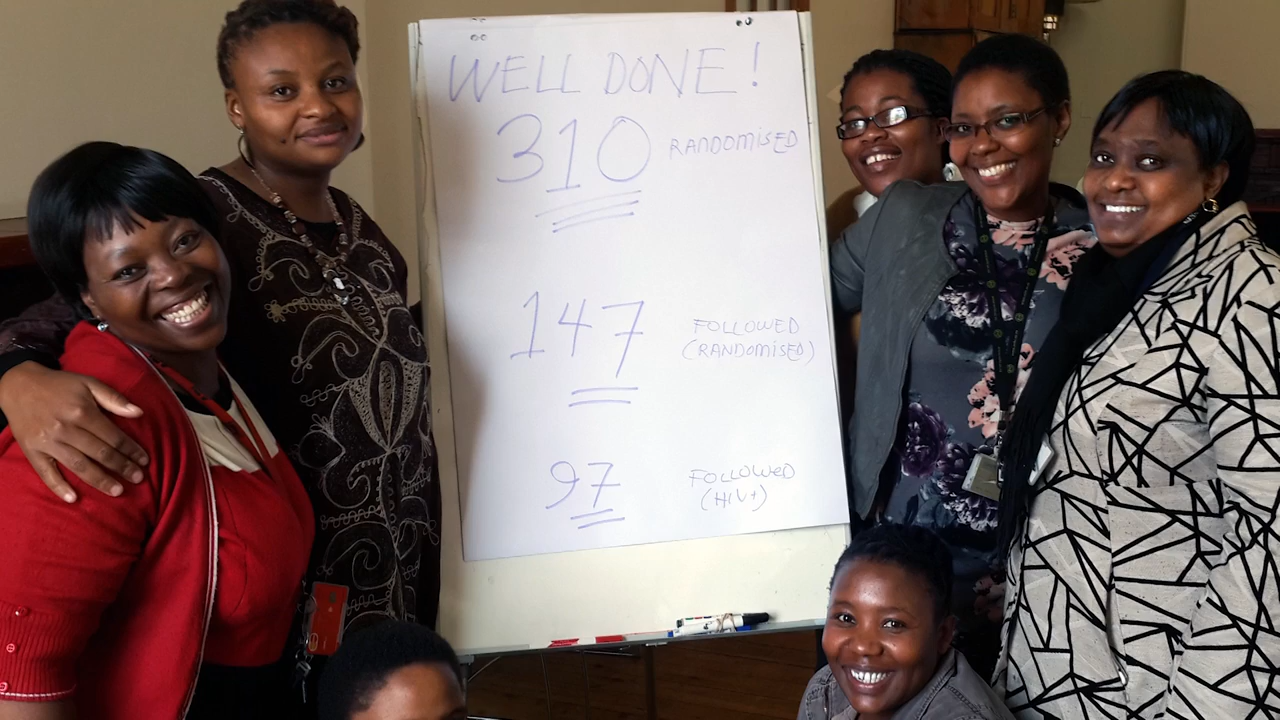 WELL DONE!
310 RANDOMISED
147 FOLLOWED
(RANDOMISED)
97 FOLLOWED
(HIV+)